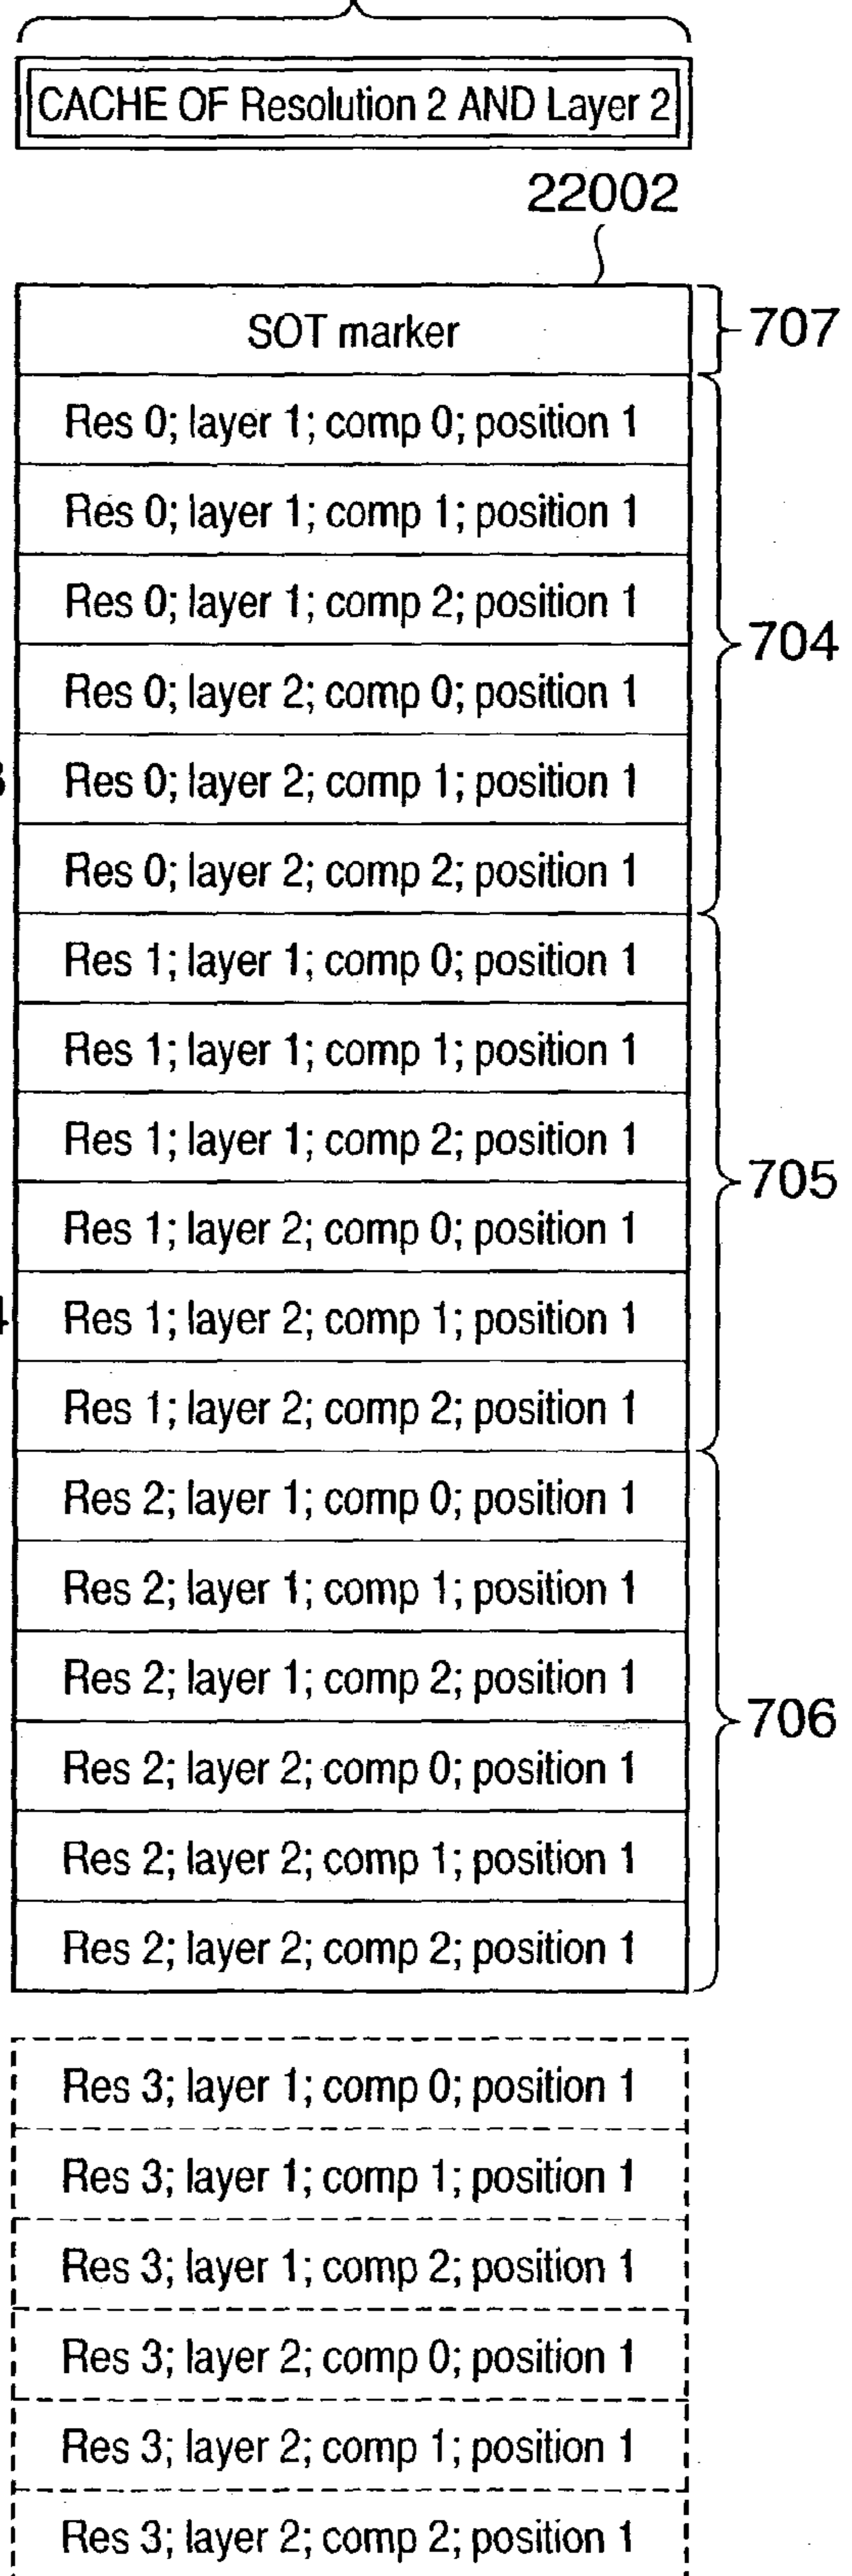 CACHE OF Resolution 2 AND Layer 2
22002
SOT marker
707
Res 0; layer 1; comp 0; position 1
Res 0; layer 1; comp 1; position 1
Res 0; layer 1; comp 2; position 1
704
Res 0; layer 2; comp 0; position 1
Res 0; layer 2; comp 1; position 1
Res 0; layer 2; comp 2; position 1
Res 1; layer 1; comp 0; position 1
Res 1; layer 1; comp 1; position 1
Res 1; layer 1; comp 2; position 1
705
Res 1; layer 2; comp 0; position 1
Res 1; layer 2; comp 1; position 1
Res 1; layer 2; comp 2; position 1
Res 2; layer 1; comp 0; position 1
Res 2; layer 1; comp 1; position 1
Res 2; layer 1; comp 2; position 1
706
Res 2; layer 2; comp 0; position 1
Res 2; layer 2; comp 1; position 1
Res 2; layer 2; comp 2; position 1
Res 3; layer 1; comp 0; position 1
Res 3; layer 1; comp 1; position 1
Res 3; layer 1; comp 2; position 1
Res 3; layer 2; comp 0; position 1
Res 3; layer 2; comp 1; position 1
Res 3; layer 2; comp 2; position 1